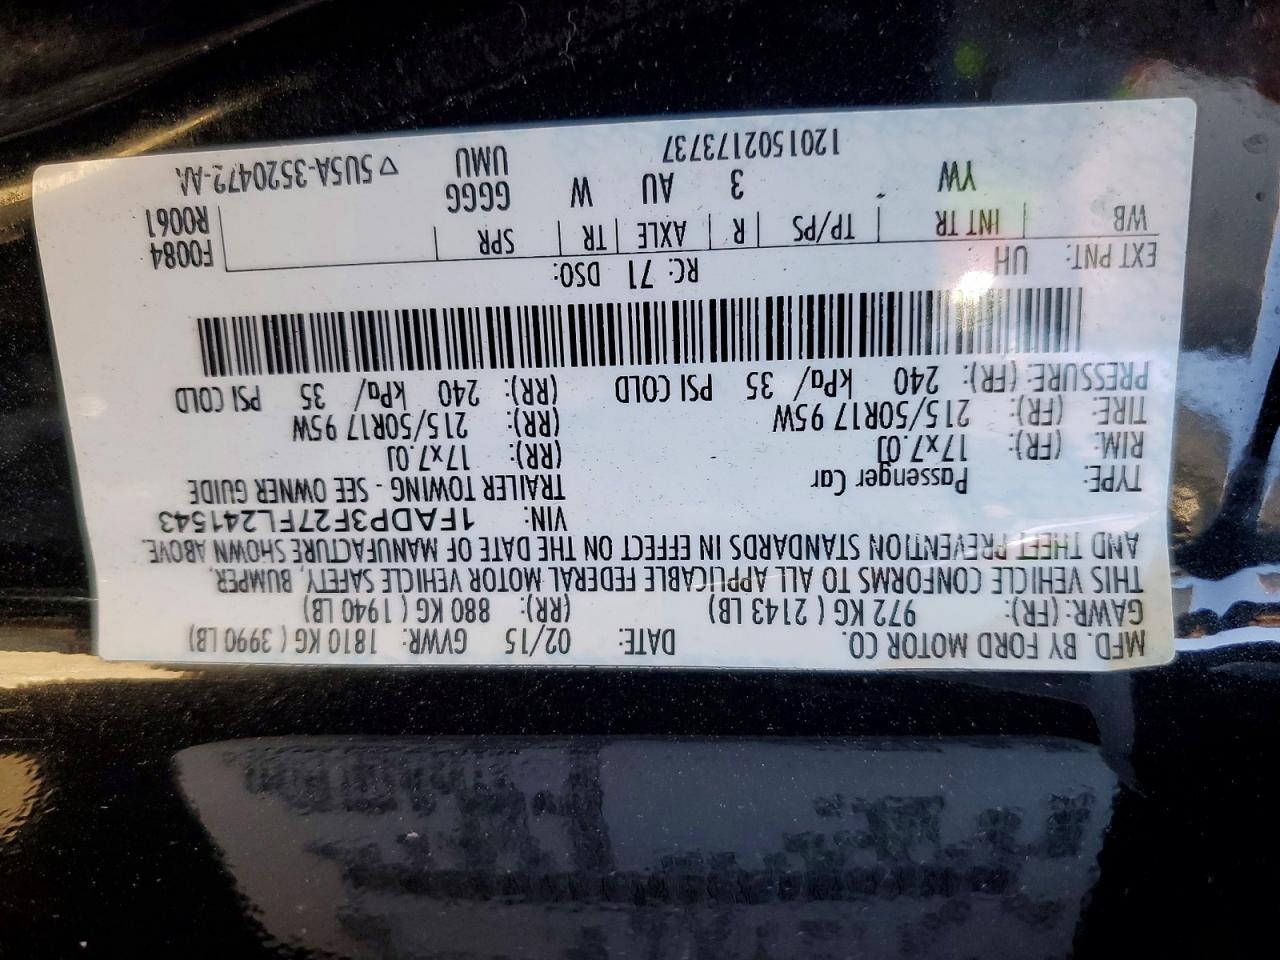 MFD. BY FORD MOTOR CO. DATE: 02/15 GVWR: 1810 KG ( 3990 LB)
GAWR: (FR): 972 KG ( 2143 LB) (RR): 880 KG ( 1940 LB)
THIS VEHICLE CONFORMS TO ALL APPLICABLE FEDERAL MOTOR VEHICLE SAFETY, BUMPER,
AND THEFT PREVENTION STANDARDS IN EFFECT ON THE DATE OF MANUFACTURE SHOWN ABOVE.
VIN: 1FADP3F27FL241543
TYPE: Passenger Car TRAILER TOWING - SEE OWNER GUIDE
RIM: (FR): 17x7.0J (RR): 17x7.0J
TIRE: (FR): 215/50R17 95W (RR): 215/50R17 95W
PRESSURE: (FR): 240 kPa/ 35 PSI COLD (RR): 240 kPa/ 35 PSI COLD
EXT PNT: UH RC: 71 DSO: F0084
WB INT TR TP/PS R AXLE TR SPR R0061
YW 3 AU W GGGG
UMU
1201502173737 ▽ 5U5A-3520472-AA